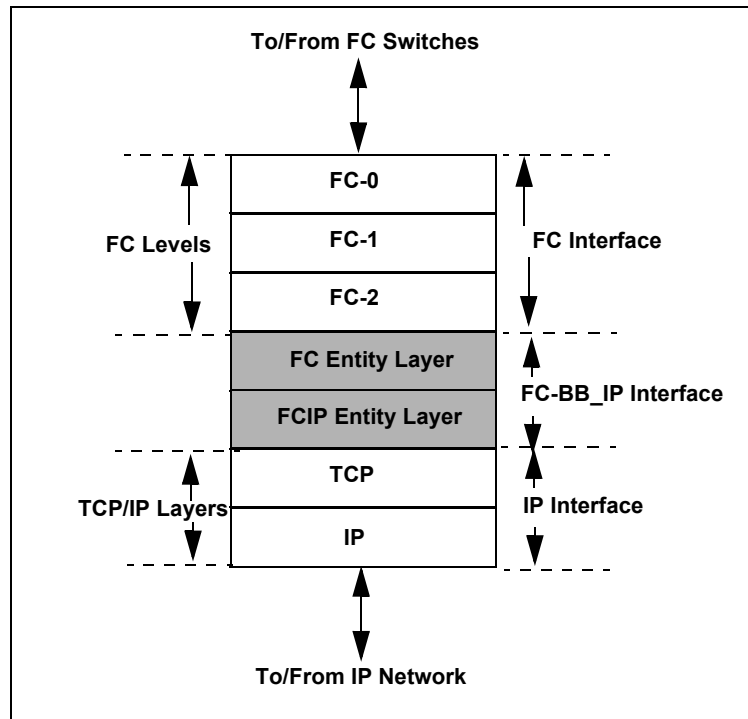 To/From FC Switches
FC-0
FC Levels
FC-1
FC Interface
FC-2
FC Entity Layer
FC-BB_IP Interface
FCIP Entity Layer
TCP
TCP/IP Layers
IP Interface
IP
To/From IP Network